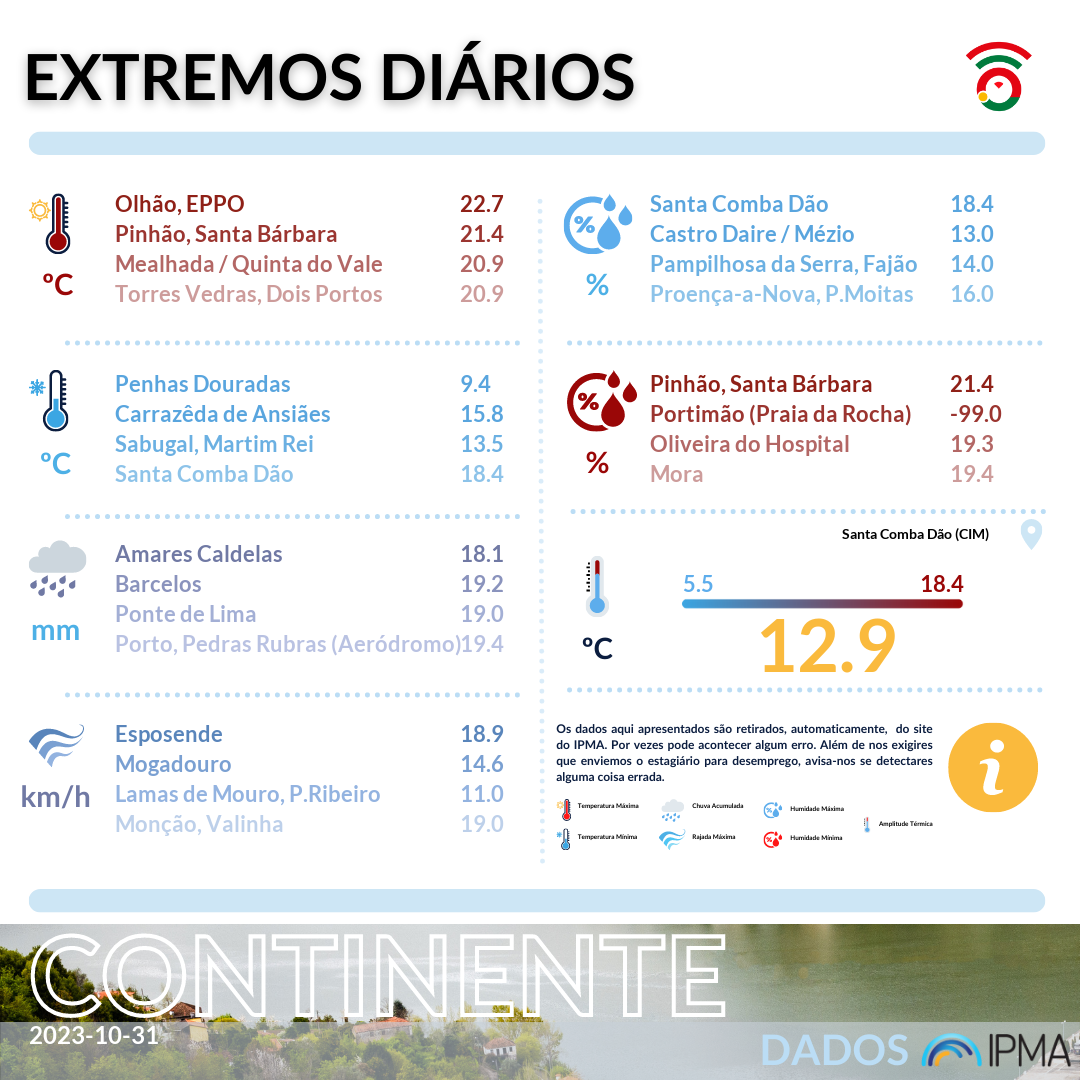 EXTREMOS DIÁRIOS
Olhão, EPPO 22.7
Pinhão, Santa Bárbara 21.4
Mealhada / Quinta do Vale 20.9
Torres Vedras, Dois Portos 20.9
ºC
Penhas Douradas 9.4
Carrazêda de Ansiães 15.8
Sabugal, Martim Rei 13.5
Santa Comba Dão 18.4
ºC
Amares Caldelas 18.1
Barcelos 19.2
Ponte de Lima 19.0
Porto, Pedras Rubras (Aeródromo)19.4
mm
Esposende 18.9
Mogadouro 14.6
Lamas de Mouro, P.Ribeiro 11.0
Monção, Valinha 19.0
km/h
%
Santa Comba Dão 18.4
Castro Daire / Mézio 13.0
Pampilhosa da Serra, Fajão 14.0
Proença-a-Nova, P.Moitas 16.0
%
%
Pinhão, Santa Bárbara 21.4
Portimão (Praia da Rocha) -99.0
Oliveira do Hospital 19.3
Mora 19.4
%
Santa Comba Dão (CIM)
5.5 18.4
12.9
ºC
Os dados aqui apresentados são retirados, automaticamente, do site
do IPMA. Por vezes pode acontecer algum erro. Além de nos exigires
que enviemos o estagiário para desemprego, avisa-nos se detectares
alguma coisa errada.
i
Temperatura Máxima Chuva Acumulada Humidade Máxima
Amplitude Térmica
Temperatura Mínima Rajada Máxima Humidade Mínima
CONTINENTE
2023-10-31
DADOS IPMA